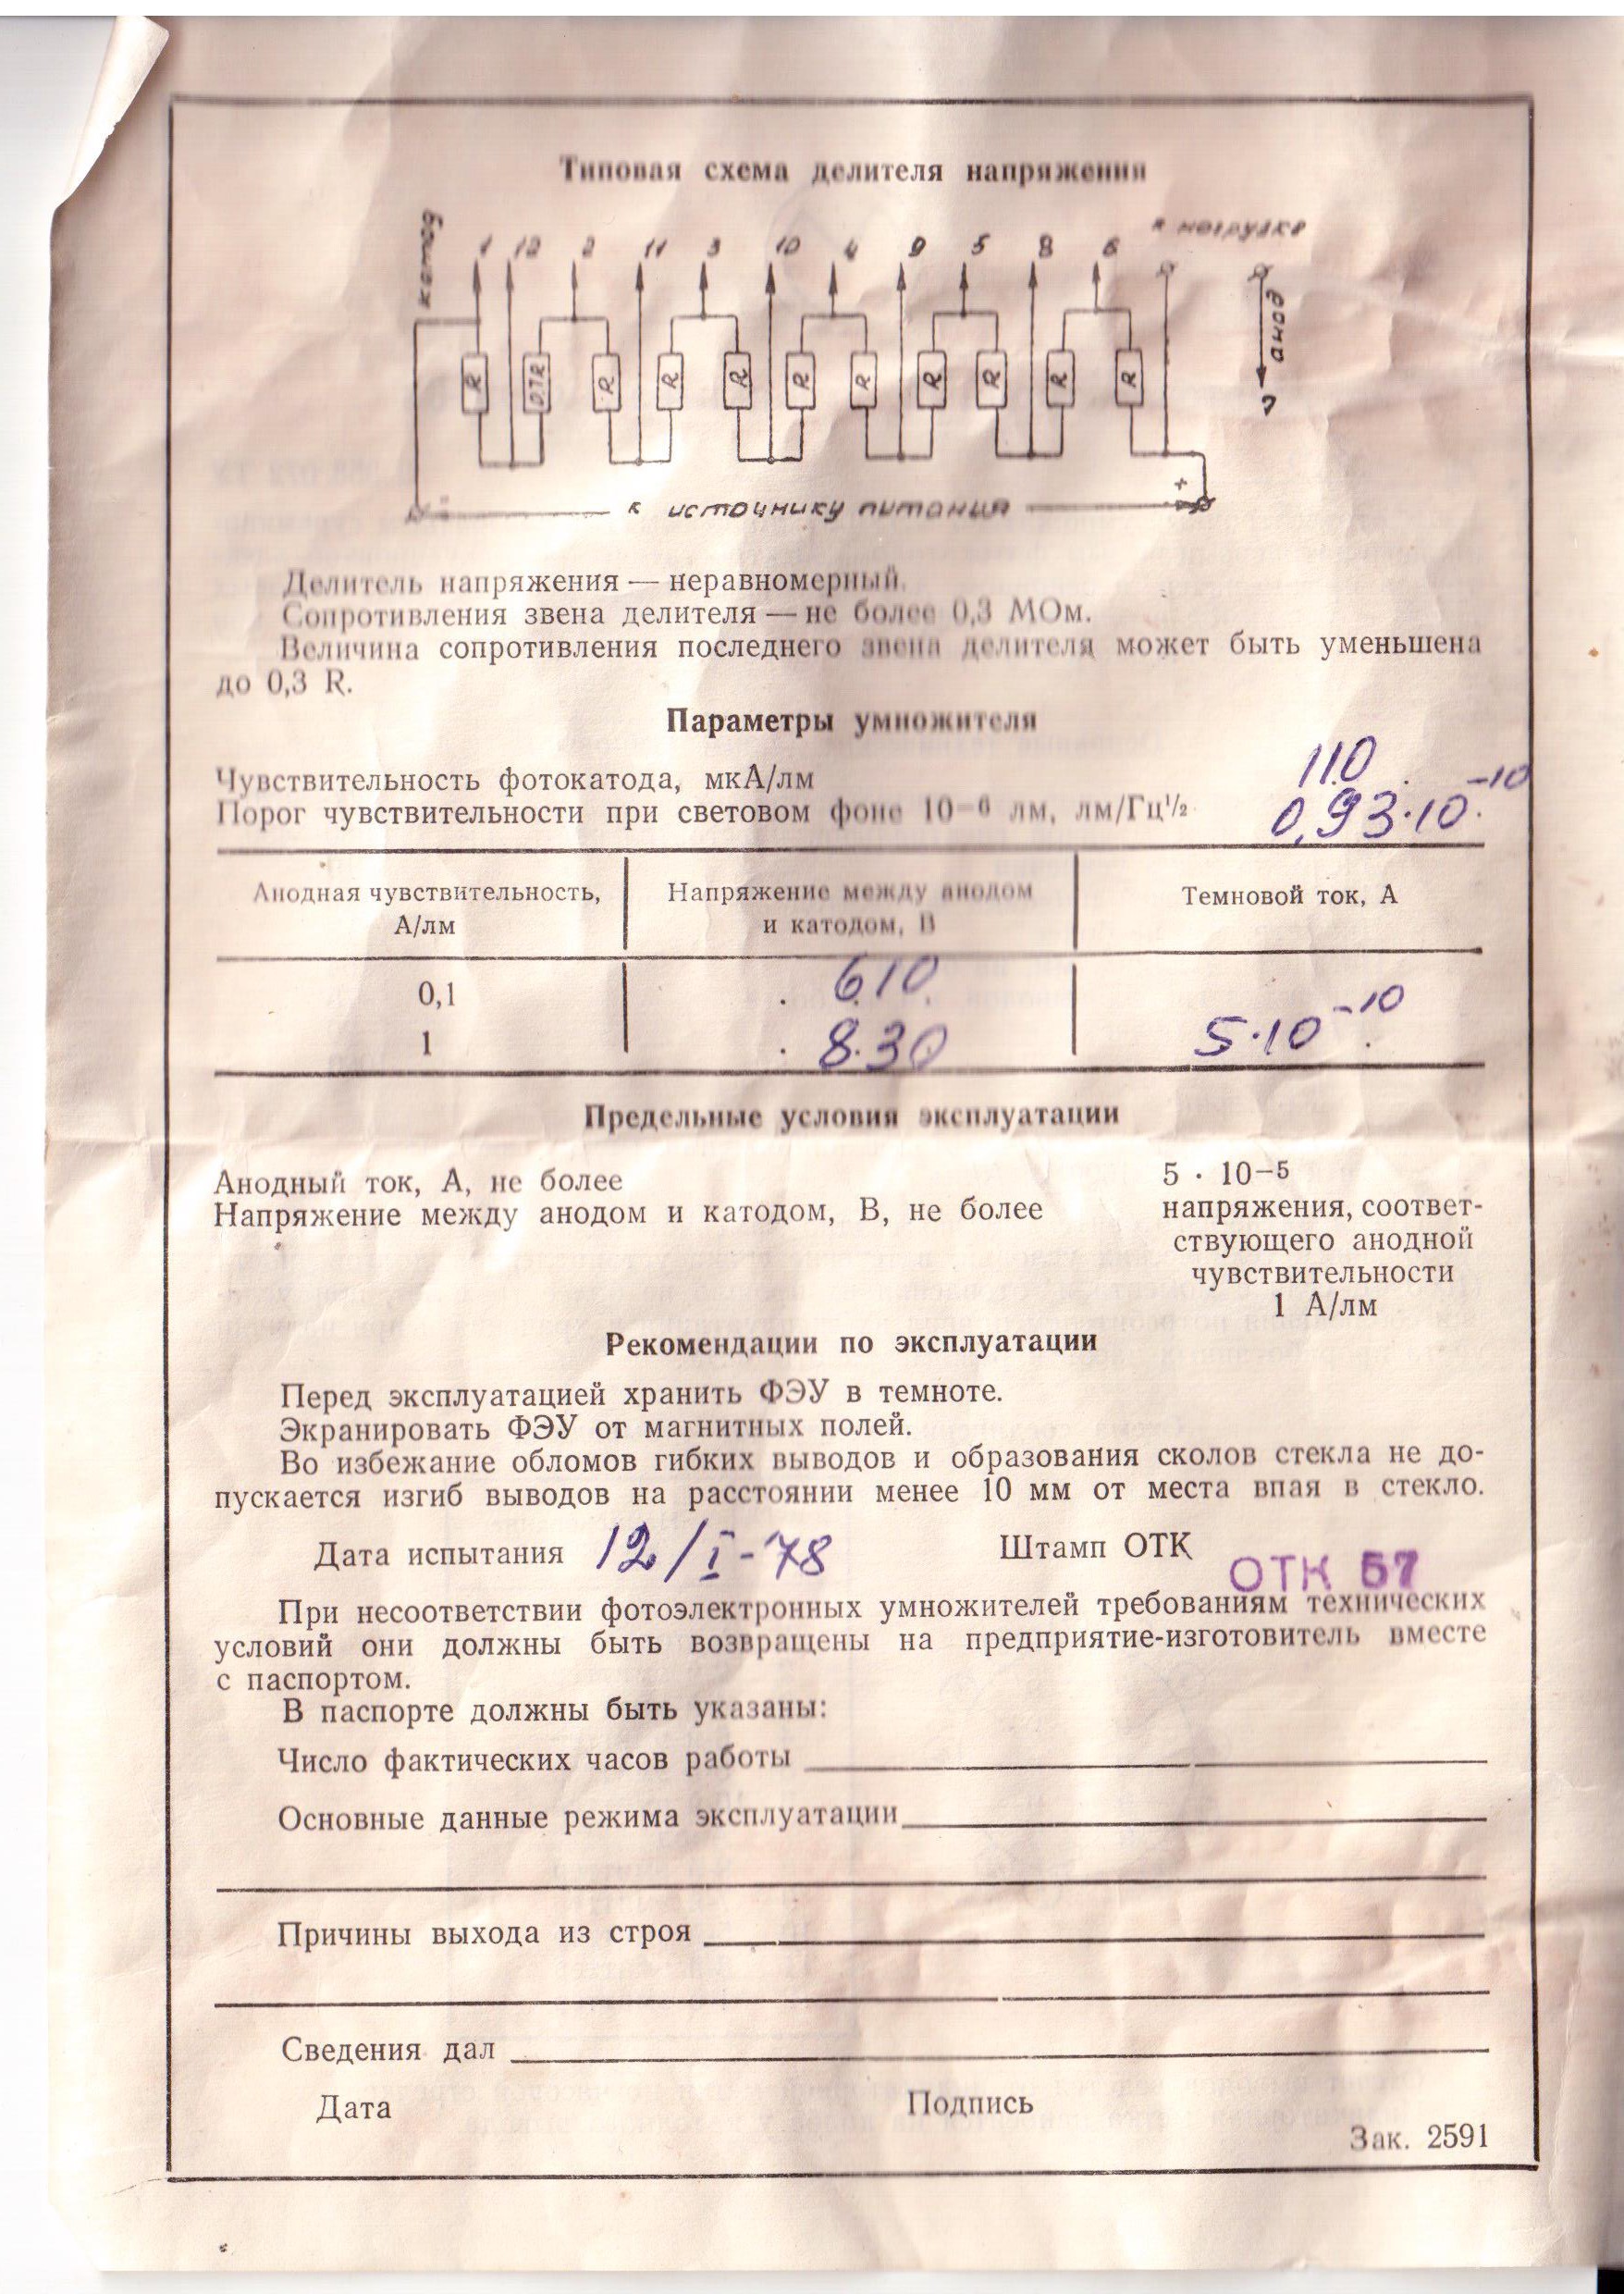 Типовая схема делителя напряжения
катод 1 12 2 11 3 10 4 9 5 8 6 к нагрузке
анод
R 0,7R R R R R R R R R R
+
к источнику питания
Делитель напряжения — неравномерный.
Сопротивления звена делителя — не более 0,3 МОм.
Величина сопротивления последнего звена делителя может быть уменьшена
до 0,3 R.
Параметры умножителя
Чувствительность фотокатода, мкА/лм 110
Порог чувствительности при световом фоне 10−6 лм, лм/Гц1/2 0,93·10−10
Анодная чувствительность, Напряжение между анодом Темновой ток, А
А/лм и катодом, В
0,1 610
1 830 5·10−10
Предельные условия эксплуатации
Анодный ток, А, не более 5 · 10−5
Напряжение между анодом и катодом, В, не более напряжения, соответ-
ствующего анодной
чувствительности
1 А/лм
Рекомендации по эксплуатации
Перед эксплуатацией хранить ФЭУ в темноте.
Экранировать ФЭУ от магнитных полей.
Во избежание обломов гибких выводов и образования сколов стекла не до-
пускается изгиб выводов на расстоянии менее 10 мм от места впая в стекло.
Дата испытания 12/I-78 Штамп ОТК
ОТК 57
При несоответствии фотоэлектронных умножителей требованиям технических
условий они должны быть возвращены на предприятие-изготовитель вместе
с паспортом.
В паспорте должны быть указаны:
Число фактических часов работы
Основные данные режима эксплуатации
Причины выхода из строя
Сведения дал
Дата Подпись
Зак. 2591